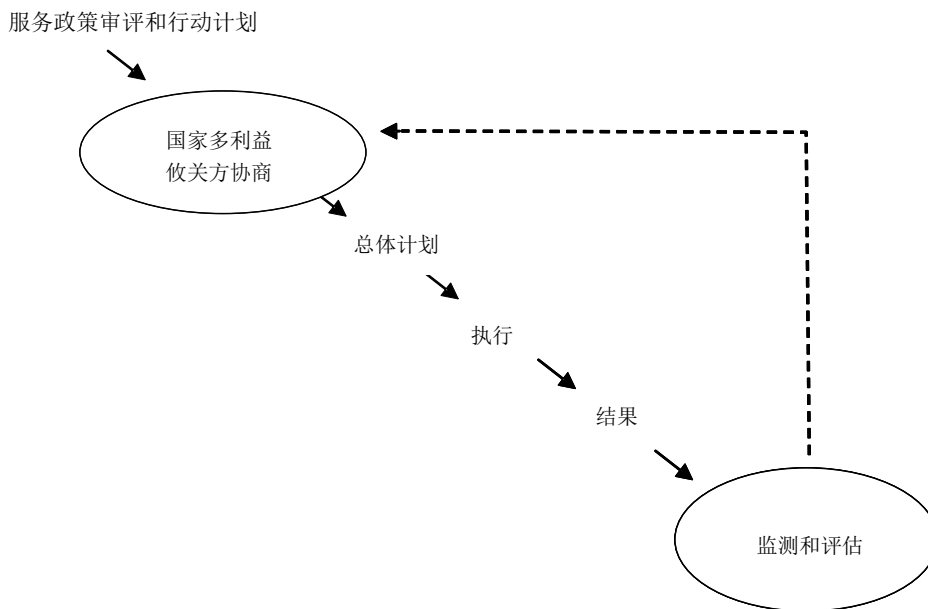 服务政策审评和行动计划
国家多利益
攸关方协商
总体计划
执行
结果
监测和评估